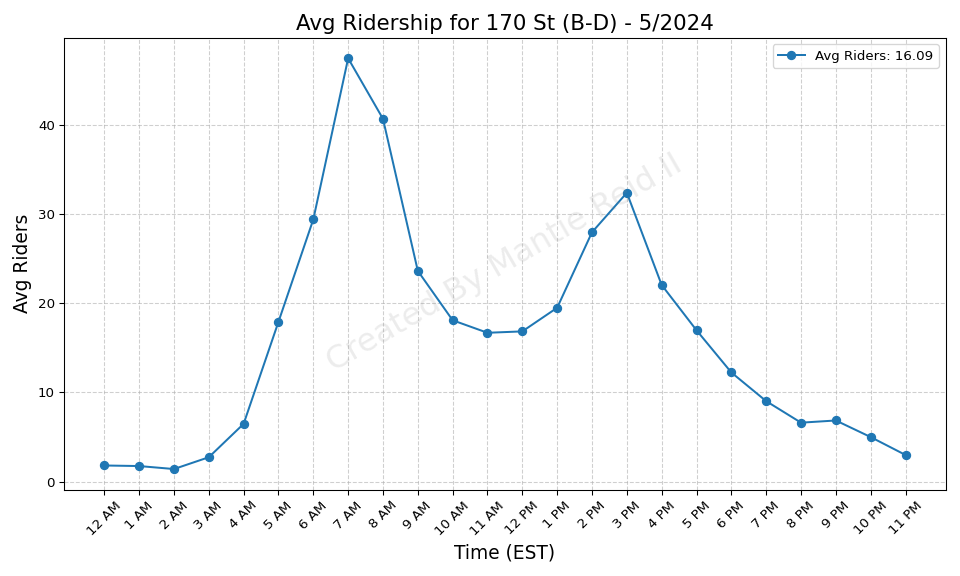 Avg Ridership for 170 St (B-D) - 5/2024
Avg Riders: 16.09
Avg Riders
40
30
20
10
0
Created By Mantle Reid II
12 AM
1 AM
2 AM
3 AM
4 AM
5 AM
6 AM
7 AM
8 AM
9 AM
10 AM
11 AM
12 PM
1 PM
2 PM
3 PM
4 PM
5 PM
6 PM
7 PM
8 PM
9 PM
10 PM
11 PM
Time (EST)